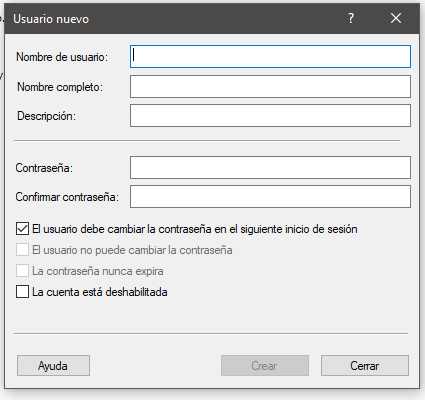 Usuario nuevo
?
Nombre de usuario:
Nombre completo:
Descripción:
Contraseña:
Confirmar contraseña:
El usuario debe cambiar la contraseña en el siguiente inicio de sesión
El usuario no puede cambiar la contraseña
La contraseña nunca expira
La cuenta está deshabilitada
Ayuda Crear Cerrar